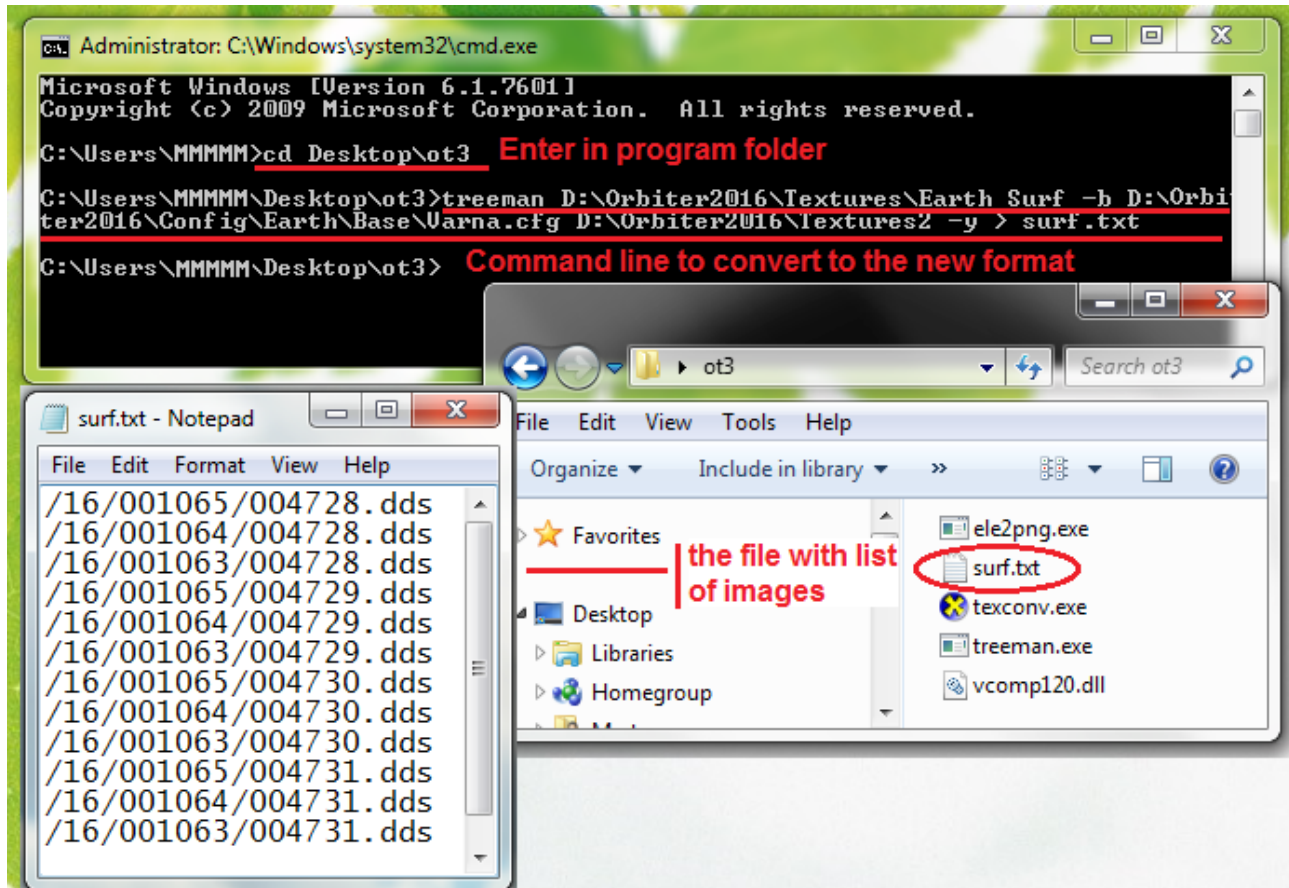 Administrator: C:\Windows\system32\cmd.exe
Microsoft Windows [Version 6.1.7601]
Copyright (c) 2009 Microsoft Corporation.  All rights reserved.
C:\Users\MMMMM>cd Desktop\ot3 Enter in program folder
C:\Users\MMMMM\Desktop\ot3>treeman D:\Orbiter2016\Textures\Earth Surf -b D:\Orbi
ter2016\Config\Earth\Base\Varna.cfg D:\Orbiter2016\Textures2 -y > surf.txt
C:\Users\MMMMM\Desktop\ot3> Command line to convert to the new format
ot3
Search ot3
File Edit View Tools Help
Organize Include in library »
Favorites
Desktop
Libraries
Homegroup
the file with list
of images
ele2png.exe
surf.txt
texconv.exe
treeman.exe
vcomp120.dll
surf.txt - Notepad
File Edit Format View Help
/16/001065/004728.dds
/16/001064/004728.dds
/16/001063/004728.dds
/16/001065/004729.dds
/16/001064/004729.dds
/16/001063/004729.dds
/16/001065/004730.dds
/16/001064/004730.dds
/16/001063/004730.dds
/16/001065/004731.dds
/16/001064/004731.dds
/16/001063/004731.dds